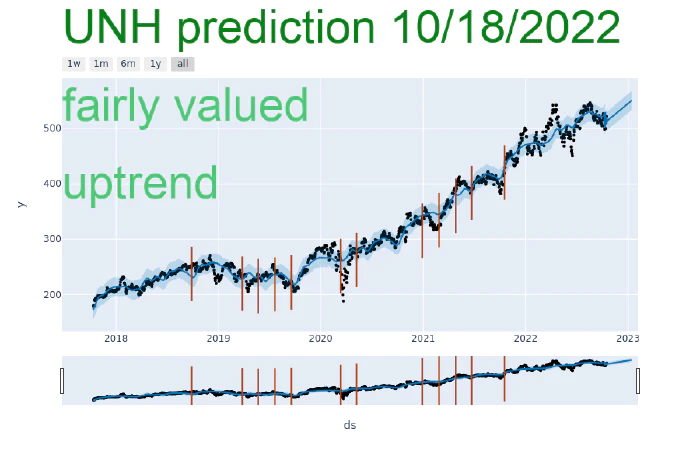 UNH prediction 10/18/2022
1w 1m 6m 1y all
fairly valued
500
uptrend
400
y
300
200
2018 2019 2020 2021 2022 2023
ds